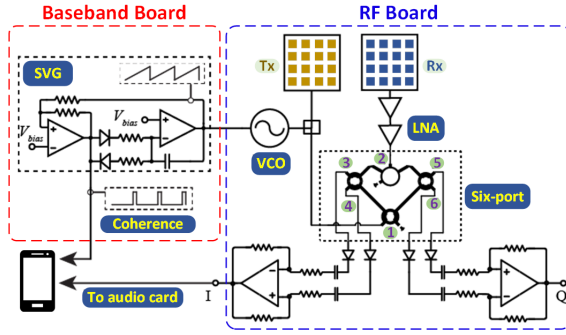 Baseband Board
RF Board
SVG
Tx
Rx
V_bias
V_bias
LNA
VCO
2
3
5
4
6
1
Six-port
Coherence
To audio card
I
Q